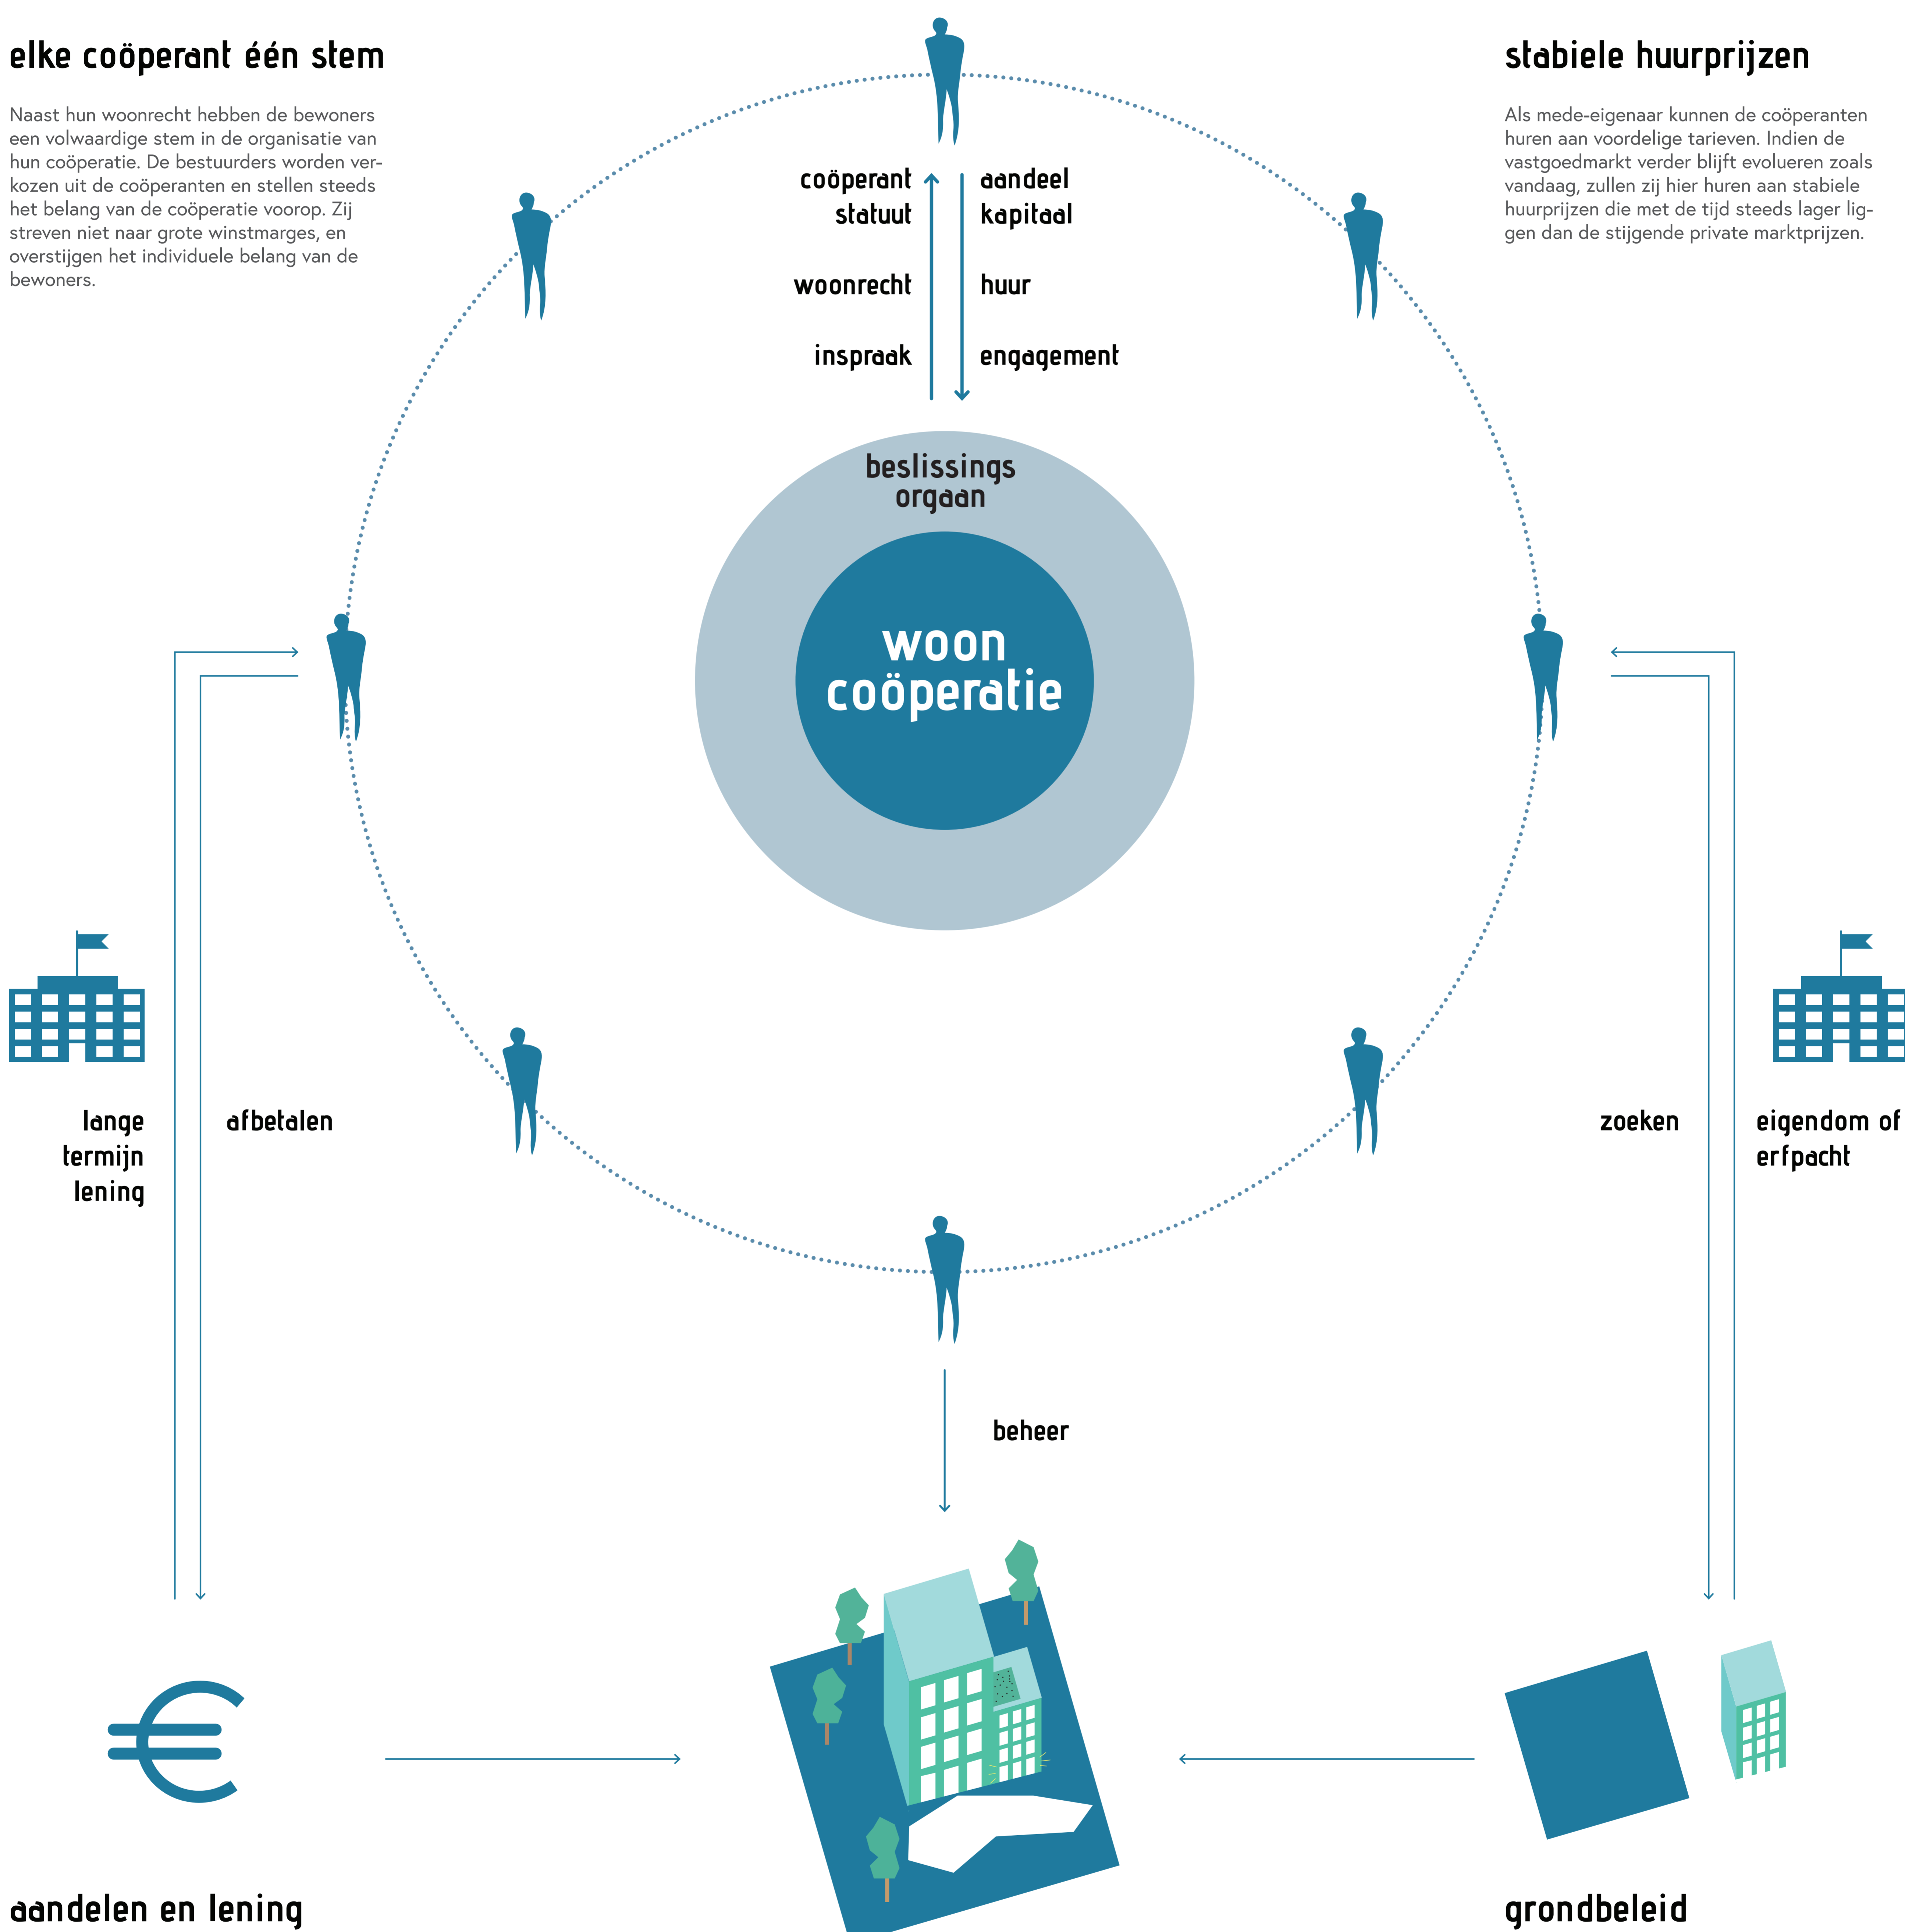 elke coöperant één stem
Naast hun woonrecht hebben de bewoners
een volwaardige stem in de organisatie van
hun coöperatie. De bestuurders worden ver-
kozen uit de coöperanten en stellen steeds
het belang van de coöperatie voorop. Zij
streven niet naar grote winstmarges, en
overstijgen het individuele belang van de
bewoners.
stabiele huurprijzen
Als mede-eigenaar kunnen de coöperanten
huren aan voordelige tarieven. Indien de
vastgoedmarkt verder blijft evolueren zoals
vandaag, zullen zij hier huren aan stabiele
huurprijzen die met de tijd steeds lager lig-
gen dan de stijgende private marktprijzen.
coöperant
statuut
woonrecht
inspraak
aandeel
kapitaal
huur
engagement
beslissings
orgaan
woon
coöperatie
lange
termijn
lening
afbetalen
zoeken
eigendom of
erfpacht
beheer
€
aandelen en lening
grondbeleid